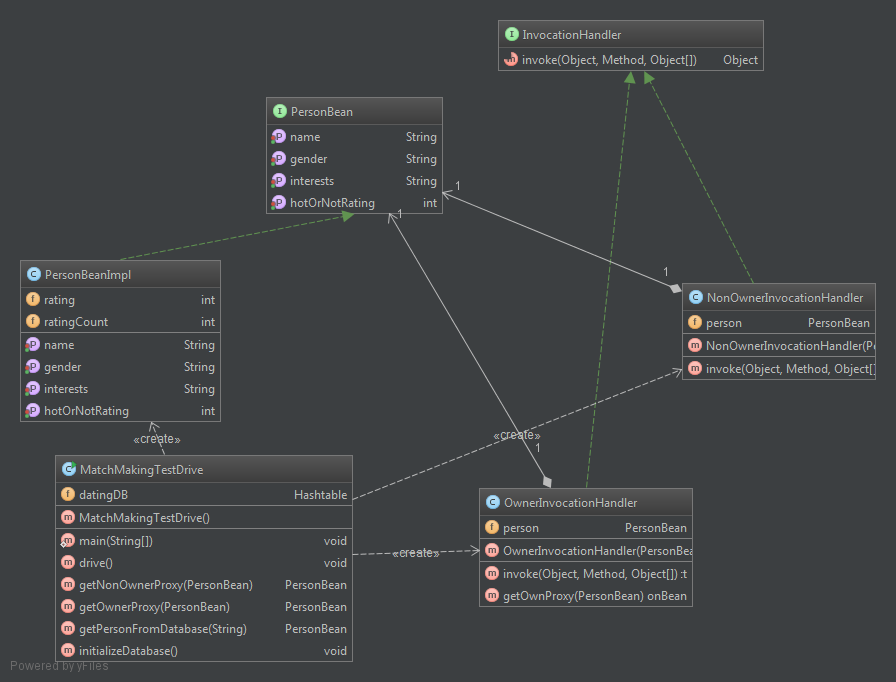 InvocationHandler
invoke(Object, Method, Object[]) Object
PersonBean
name String
gender String
interests String
hotOrNotRating int
1
1
PersonBeanImpl
rating int
ratingCount int
name String
gender String
interests String
hotOrNotRating int
1
NonOwnerInvocationHandler
person PersonBean
NonOwnerInvocationHandler(Pe
invoke(Object, Method, Object[]
«create»
«create»
1
MatchMakingTestDrive
datingDB Hashtable
MatchMakingTestDrive()
main(String[]) void
drive() void
getNonOwnerProxy(PersonBean) PersonBean
getOwnerProxy(PersonBean) PersonBean
getPersonFromDatabase(String) PersonBean
initializeDatabase() void
«create»
OwnerInvocationHandler
person PersonBean
OwnerInvocationHandler(PersonBea
invoke(Object, Method, Object[]) :t
getOwnProxy(PersonBean) onBean
Powered by yFiles